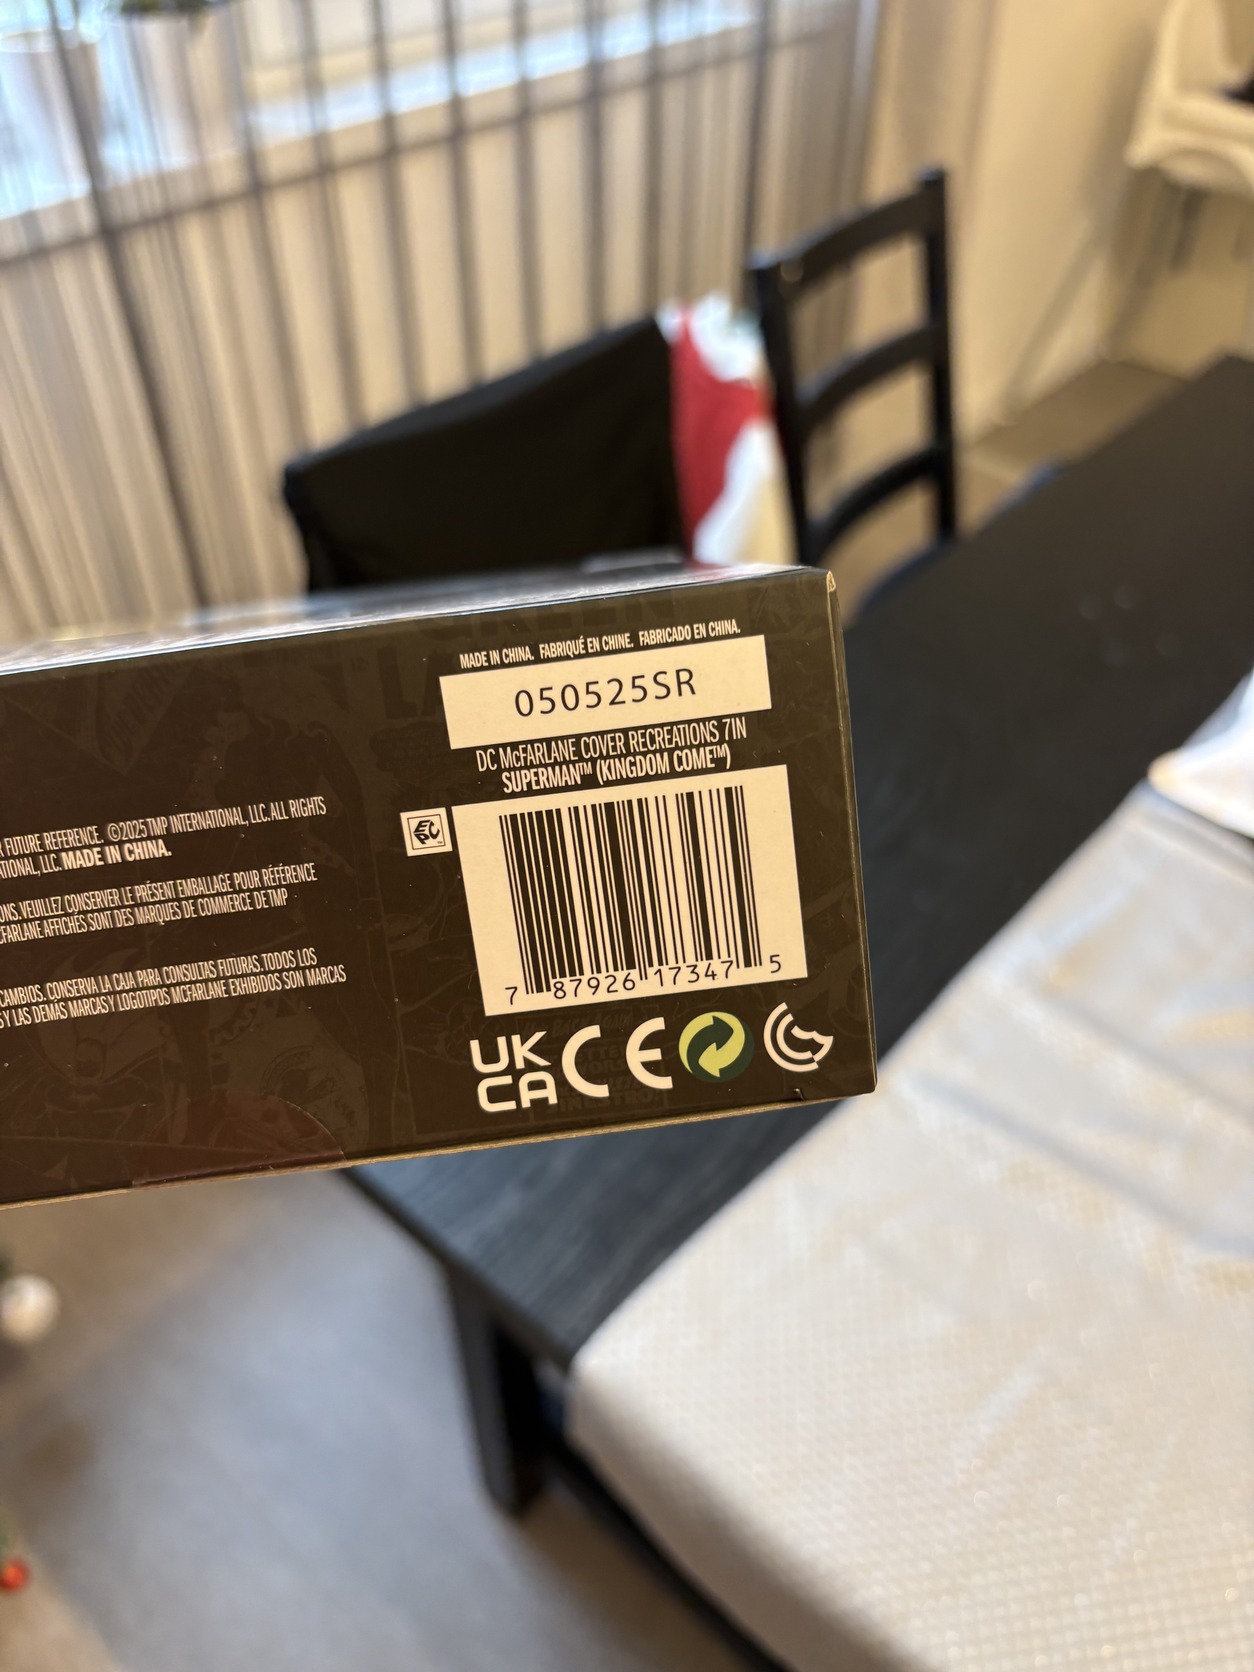 MADE IN CHINA. FABRIQUÉ EN CHINE. FABRICADO EN CHINA.
050525SR
DC McFARLANE COVER RECREATIONS 7IN
SUPERMAN™ (KINGDOM COME™)
EPC
7 87926 17347 5
UK
CA CE
FUTURE REFERENCE. ©2025 TMP INTERNATIONAL, LLC. ALL RIGHTS
LLC. MADE IN CHINA.
VEUILLEZ CONSERVER LE PRÉSENT EMBALLAGE POUR RÉFÉRENCE
AFFICHÉS SONT DES MARQUES DE COMMERCE DE TMP
CAMBIOS. CONSERVA LA CAJA PARA CONSULTAS FUTURAS. TODOS LOS
Y LAS DEMÁS MARCAS Y LOGOTIPOS MCFARLANE EXHIBIDOS SON MARCAS